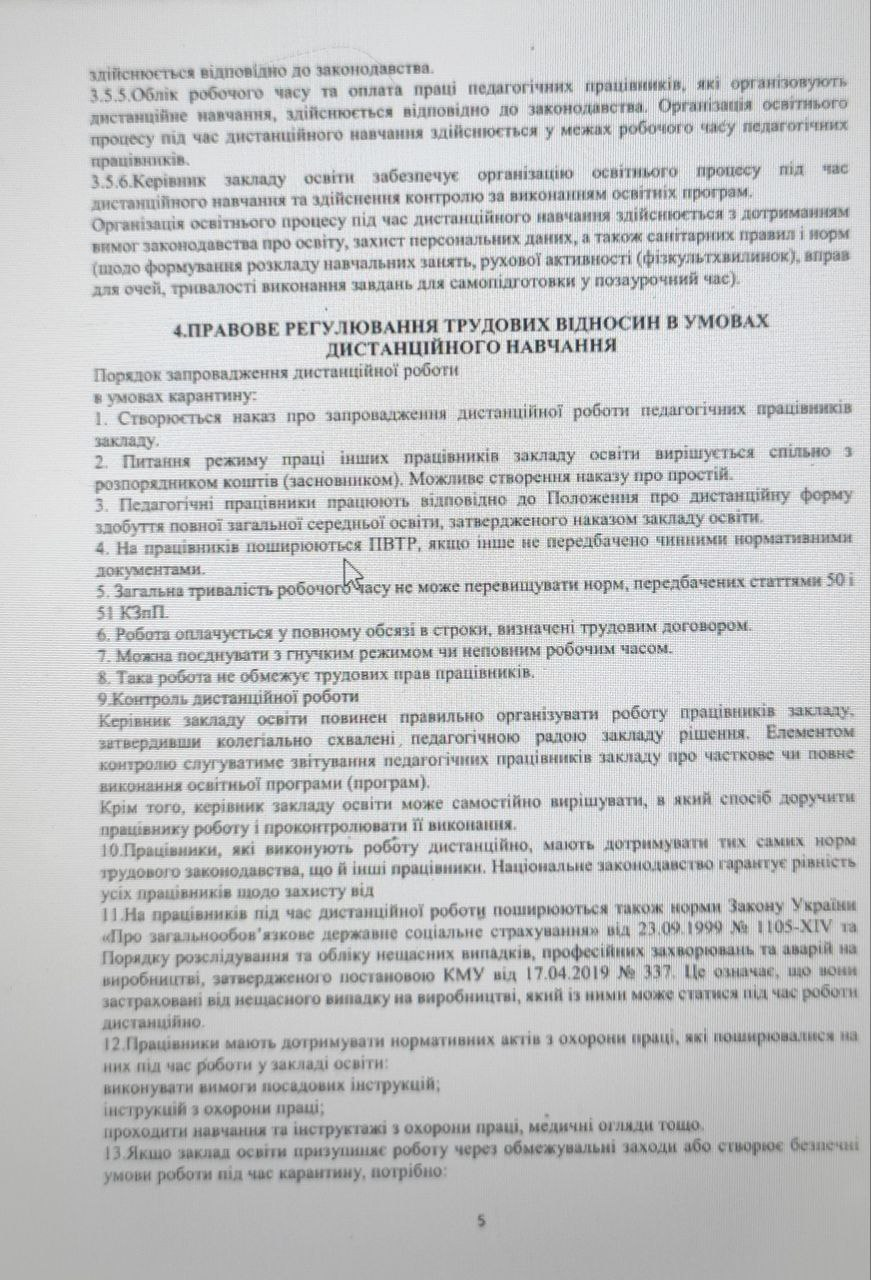 здійснюється відповідно до законодавства.
3.5.5.Облік робочого часу та оплата праці педагогічних працівників, які організовують
дистанційне навчання, здійснюється відповідно до законодавства. Організація освітнього
процесу під час дистанційного навчання здійснюється у межах робочого часу педагогічних
працівників.
3.5.6.Керівник закладу освіти забезпечує організацію освітнього процесу під час
дистанційного навчання та здійснення контролю за виконанням освітніх програм.
Організація освітнього процесу під час дистанційного навчання здійснюється з дотриманням
вимог законодавства про освіту, захист персональних даних, а також санітарних правил і норм
(щодо формування розкладу навчальних занять, рухової активності (фізкультхвилинок), вправ
для очей, тривалості виконання завдань для самопідготовки у позаурочний час).
4.ПРАВОВЕ РЕГУЛЮВАННЯ ТРУДОВИХ ВІДНОСИН В УМОВАХ
ДИСТАНЦІЙНОГО НАВЧАННЯ
Порядок запровадження дистанційної роботи
в умовах карантину:
1. Створюється наказ про запровадження дистанційної роботи педагогічних працівників
закладу.
2. Питання режиму праці інших працівників закладу освіти вирішується спільно з
розпорядником коштів (засновником). Можливе створення наказу про простій.
3. Педагогічні працівники працюють відповідно до Положення про дистанційну форму
здобуття повної загальної середньої освіти, затвердженого наказом закладу освіти.
4. На працівників поширюються ПВТР, якщо інше не передбачено чинними нормативними
документами.
5. Загальна тривалість робочого часу не може перевищувати норм, передбачених статтями 50 і
51 КЗпП.
6. Робота оплачується у повному обсязі в строки, визначені трудовим договором.
7. Можна поєднувати з гнучким режимом чи неповним робочим часом.
8. Така робота не обмежує трудових прав працівників.
9.Контроль дистанційної роботи
Керівник закладу освіти повинен правильно організувати роботу працівників закладу,
затвердивши колегіально схвалені педагогічною радою закладу рішення. Елементом
контролю слугуватиме звітування педагогічних працівників закладу про часткове чи повне
виконання освітньої програми (програм).
Крім того, керівник закладу освіти може самостійно вирішувати, в який спосіб доручити
працівнику роботу і проконтролювати її виконання.
10.Працівники, які виконують роботу дистанційно, мають дотримувати тих самих норм
трудового законодавства, що й інші працівники. Національне законодавство гарантує рівність
усіх працівників щодо захисту від
11.На працівників під час дистанційної роботи поширюються також норми Закону України
«Про загальнообов’язкове державне соціальне страхування» від 23.09.1999 № 1105-XIV та
Порядку розслідування та обліку нещасних випадків, професійних захворювань та аварій на
виробництві, затвердженого постановою КМУ від 17.04.2019 № 337. Це означає, що вони
застраховані від нещасного випадку на виробництві, який із ними може статися під час роботи
дистанційно.
12.Працівники мають дотримувати нормативних актів з охорони праці, які поширювалися на
них під час роботи у закладі освіти:
виконувати вимоги посадових інструкцій;
інструкцій з охорони праці;
проходити навчання та інструктажі з охорони праці, медичні огляди тощо.
13.Якщо заклад освіти призупиняє роботу через обмежувальні заходи або створює безпечні
умови роботи під час карантину, потрібно:
5